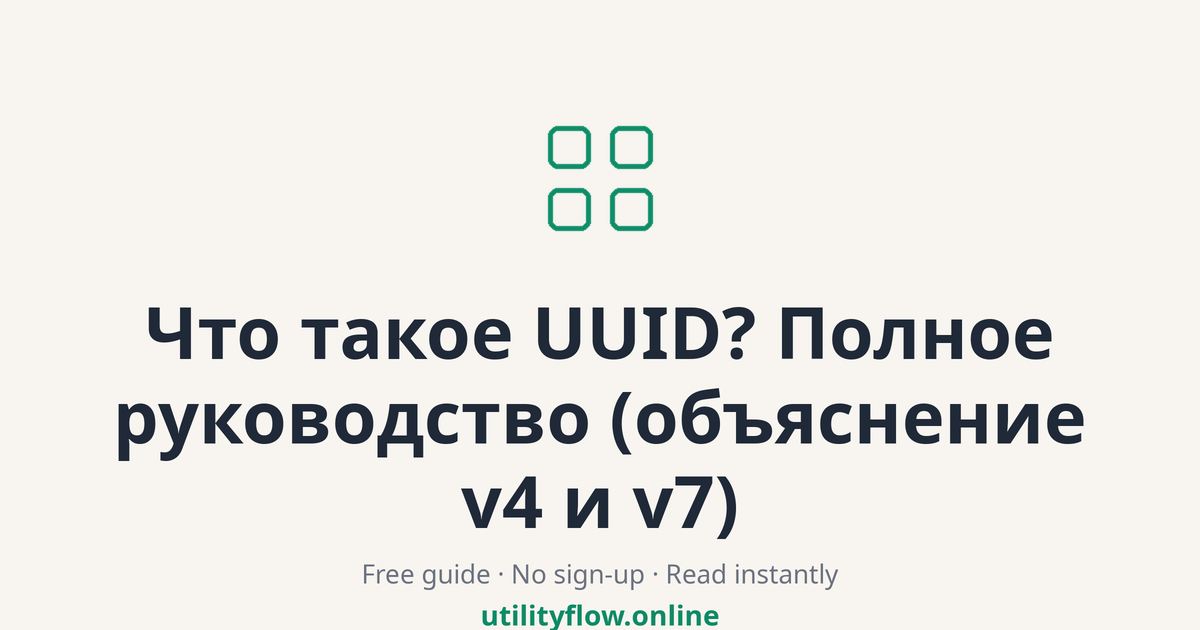 Что такое UUID? Полное
руководство (объяснение
v4 и v7)
Free guide · No sign-up · Read instantly
utilityflow.online